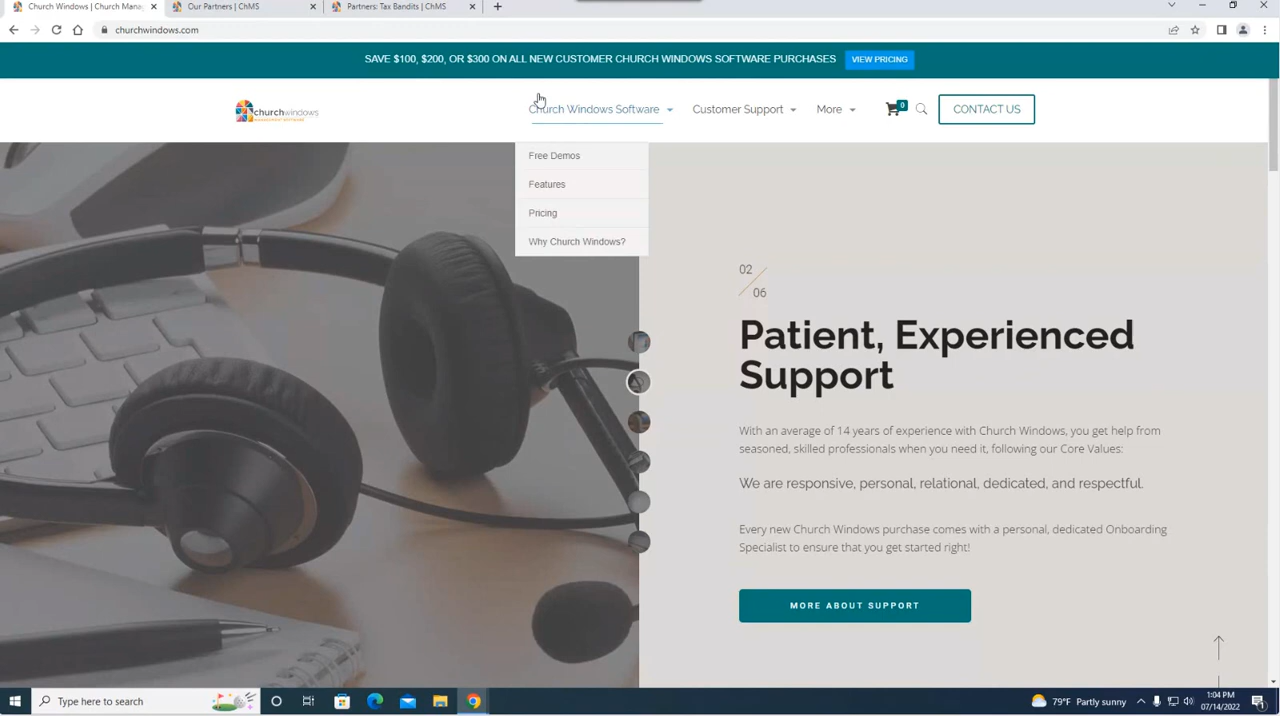 Church Windows | Church Mana
Our Partners | ChMS
Partners: Tax Bandits | ChMS
churchwindows.com
SAVE $100, $200, OR $300 ON ALL NEW CUSTOMER CHURCH WINDOWS SOFTWARE PURCHASES
VIEW PRICING
churchwindows
MANAGEMENT SOFTWARE
Church Windows Software
Customer Support
More
0
CONTACT US
Free Demos
Features
Pricing
Why Church Windows?
02
06
Patient, Experienced
Support
With an average of 14 years of experience with Church Windows, you get help from
seasoned, skilled professionals when you need it, following our Core Values:
We are responsive, personal, relational, dedicated, and respectful.
Every new Church Windows purchase comes with a personal, dedicated Onboarding
Specialist to ensure that you get started right!
MORE ABOUT SUPPORT
Type here to search
79°F Partly sunny
1:04 PM
07/14/2022
1